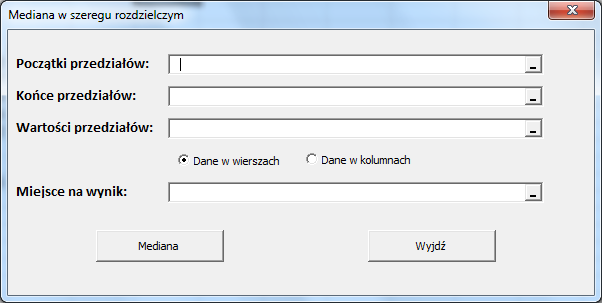 Mediana w szeregu rozdzielczym
Początki przedziałów:
Końce przedziałów:
Wartości przedziałów:
Dane w wierszach Dane w kolumnach
Miejsce na wynik:
Mediana Wyjdź